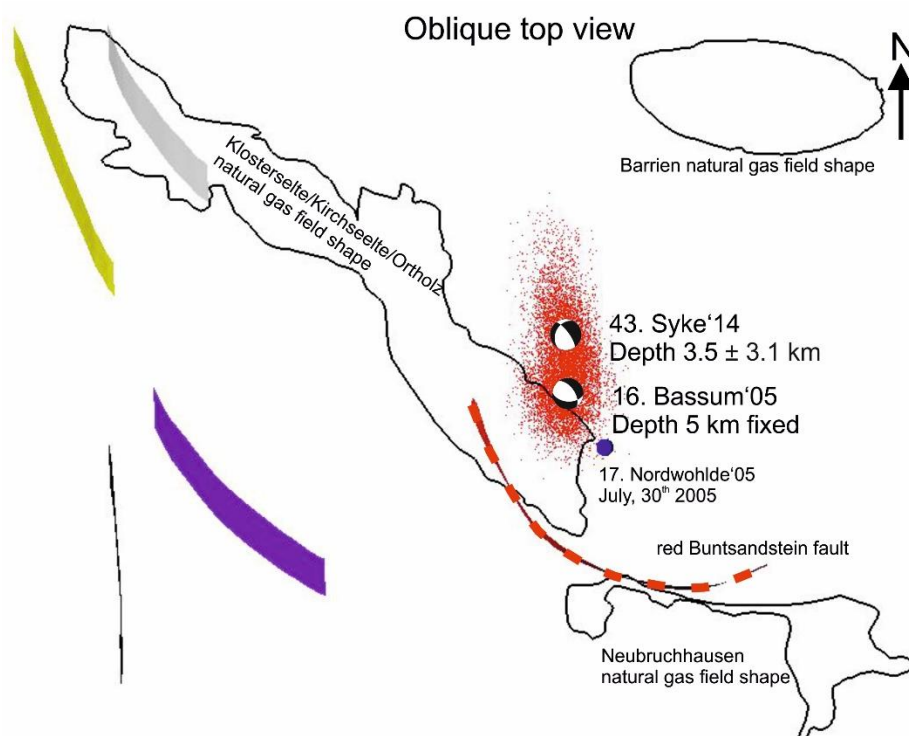 Oblique top view
N
Barrien natural gas field shape
Klosterselte/Kirchseelte/Ortholz
natural gas field shape
43. Syke‘14
Depth 3.5 ± 3.1 km
16. Bassum‘05
Depth 5 km fixed
17. Nordwohlde‘05
July, 30th 2005
red Buntsandstein fault
Neubruchhausen
natural gas field shape